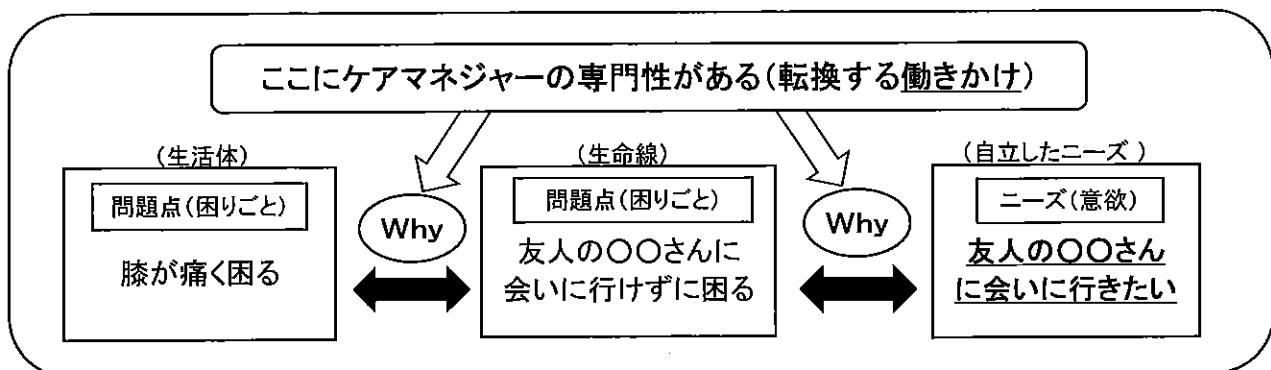 ここにケアマネジャーの専門性がある(転換する働きかけ)
(生活体)
問題点(困りごと)
膝が痛く困る
Why
(生命線)
問題点(困りごと)
友人の〇〇さんに
会いに行けずに困る
Why
(自立したニーズ)
ニーズ(意欲)
友人の〇〇さん
に会いに行きたい